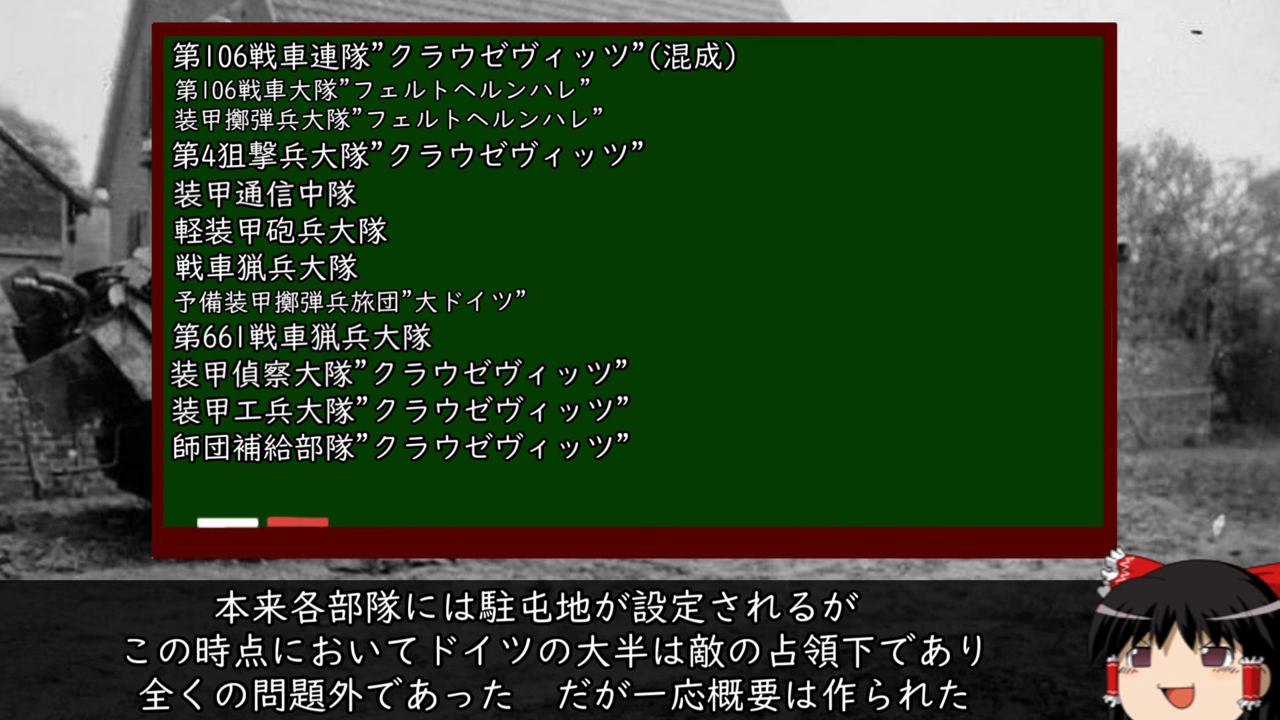 第106戦車連隊”クラウゼヴィッツ”(混成)
第106戦車大隊”フェルトヘルンハレ”
装甲擲弾兵大隊”フェルトヘルンハレ”
第4狙撃兵大隊”クラウゼヴィッツ”
装甲通信中隊
軽装甲砲兵大隊
戦車猟兵大隊
予備装甲擲弾兵旅団”大ドイツ”
第661戦車猟兵大隊
装甲偵察大隊”クラウゼヴィッツ”
装甲工兵大隊”クラウゼヴィッツ”
師団補給部隊”クラウゼヴィッツ”
本来各部隊には駐屯地が設定されるが
この時点においてドイツの大半は敵の占領下であり
全くの問題外であった　だが一応概要は作られた